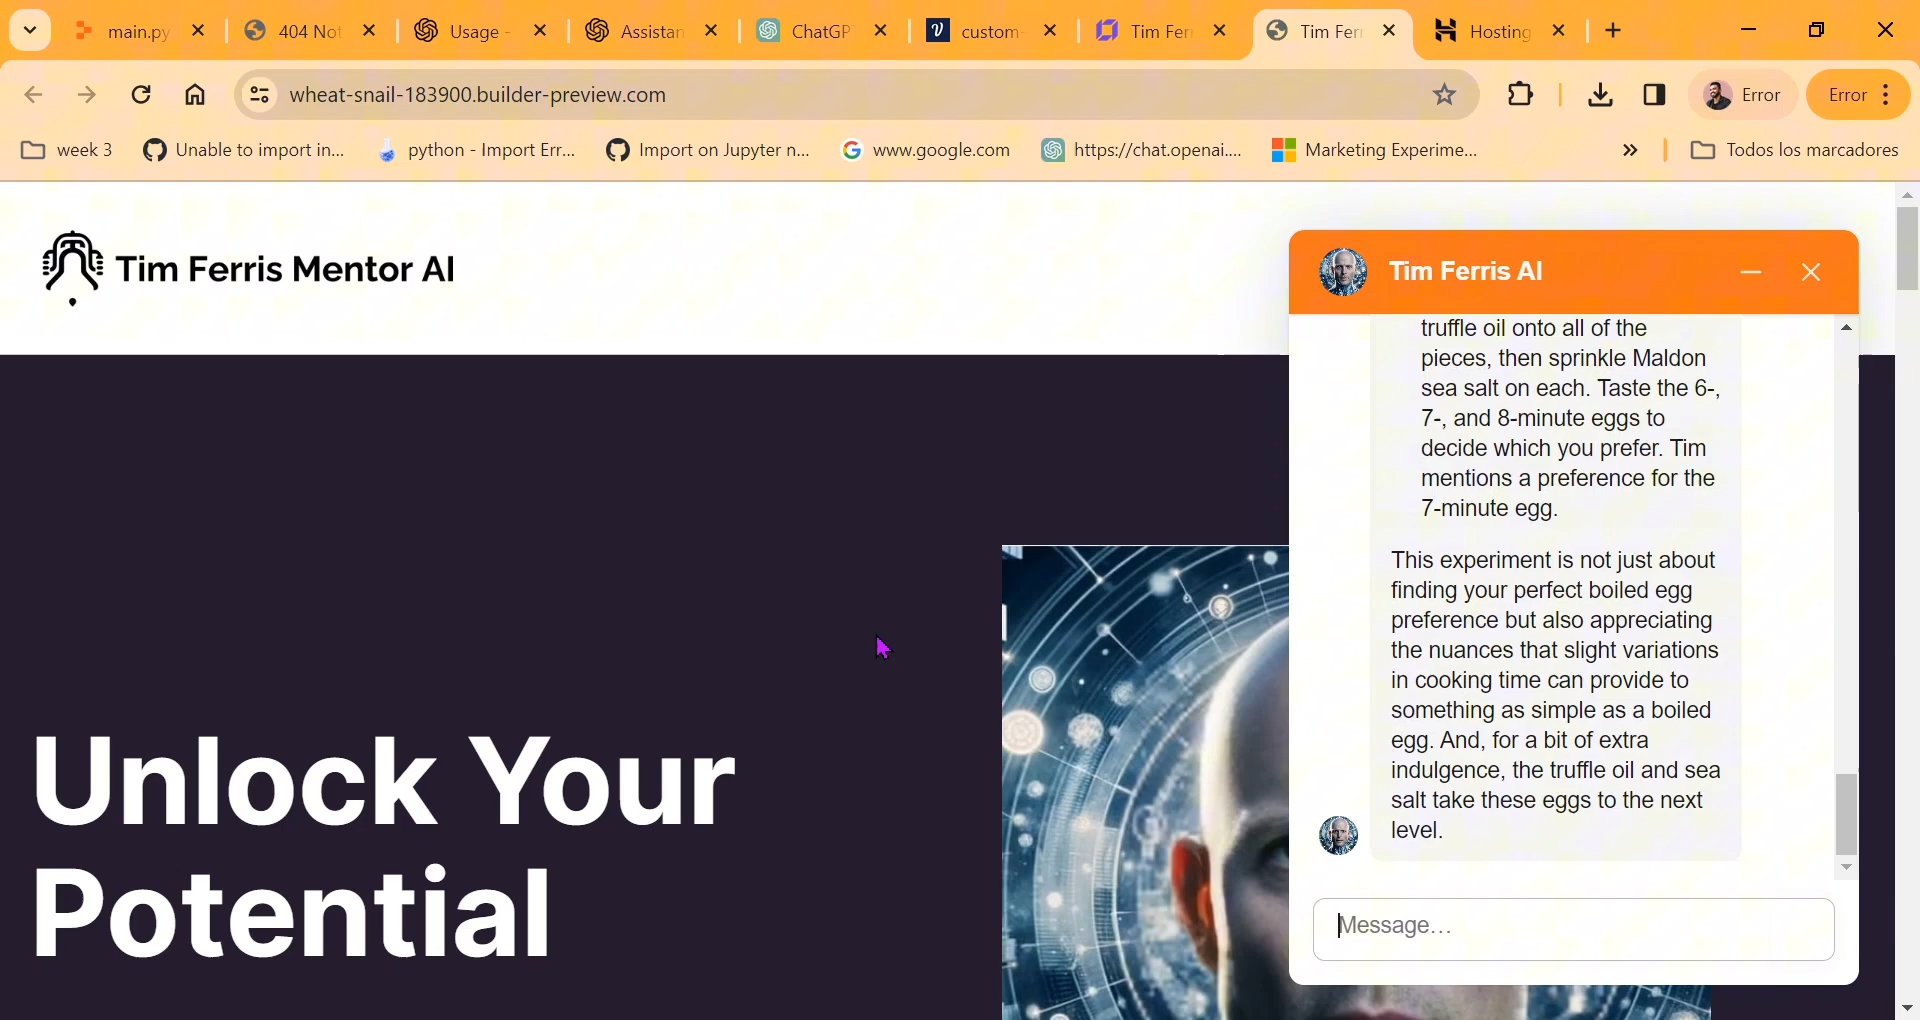 main.py
404 Not
Usage -
Assistan
ChatGP
custom-
Tim Ferr
Tim Ferr
Hosting
wheat-snail-183900.builder-preview.com
Error
Error
week 3
Unable to import in...
python - Import Err...
Import on Jupyter n...
www.google.com
https://chat.openai....
Marketing Experime...
Todos los marcadores
Tim Ferris Mentor AI
Unlock Your
Potential
Tim Ferris AI
truffle oil onto all of the
pieces, then sprinkle Maldon
sea salt on each. Taste the 6-,
7-, and 8-minute eggs to
decide which you prefer. Tim
mentions a preference for the
7-minute egg.
This experiment is not just about
finding your perfect boiled egg
preference but also appreciating
the nuances that slight variations
in cooking time can provide to
something as simple as a boiled
egg. And, for a bit of extra
indulgence, the truffle oil and sea
salt take these eggs to the next
level.
Message...